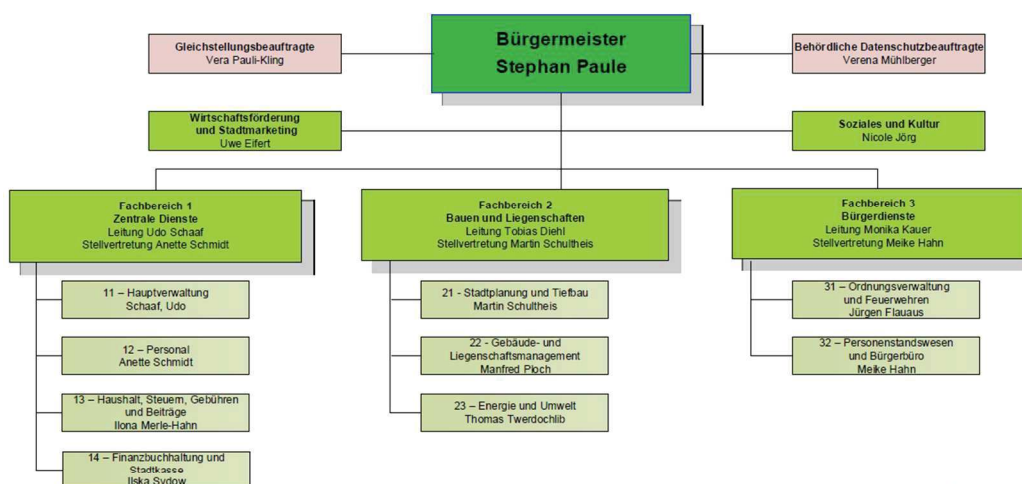 Bürgermeister
Stephan Paule
Gleichstellungsbeauftragte
Vera Pauli-Kling
Behördliche Datenschutzbeauftragte
Verena Mühlberger
Wirtschaftsförderung
und Stadtmarketing
Uwe Eifert
Soziales und Kultur
Nicole Jörg
Fachbereich 1
Zentrale Dienste
Leitung Udo Schaaf
Stellvertretung Anette Schmidt
11 – Hauptverwaltung
Schaaf, Udo
12 – Personal
Anette Schmidt
13 – Haushalt, Steuern, Gebühren
und Beiträge
Ilona Merle-Hahn
14 – Finanzbuchhaltung und
Stadtkasse
Ilska Sydow
Fachbereich 2
Bauen und Liegenschaften
Leitung Tobias Diehl
Stellvertretung Martin Schultheis
21 - Stadtplanung und Tiefbau
Martin Schultheis
22 - Gebäude- und
Liegenschaftsmanagement
Manfred Ploch
23 – Energie und Umwelt
Thomas Twerdochlib
Fachbereich 3
Bürgerdienste
Leitung Monika Kauer
Stellvertretung Meike Hahn
31 – Ordnungsverwaltung
und Feuerwehren
Jürgen Flauaus
32 – Personenstandswesen
und Bürgerbüro
Meike Hahn